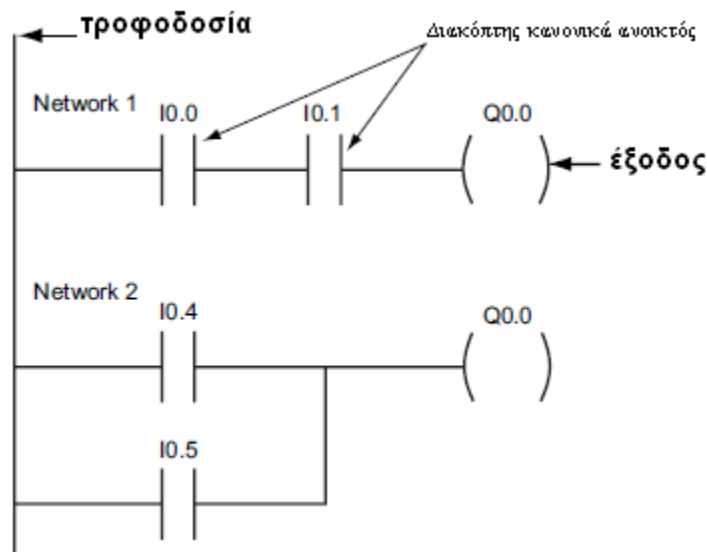 τροφοδοσία
Διακόπτης κανονικά ανοικτός
Network 1
I0.0
I0.1
Q0.0
έξοδος
Network 2
I0.4
Q0.0
I0.5